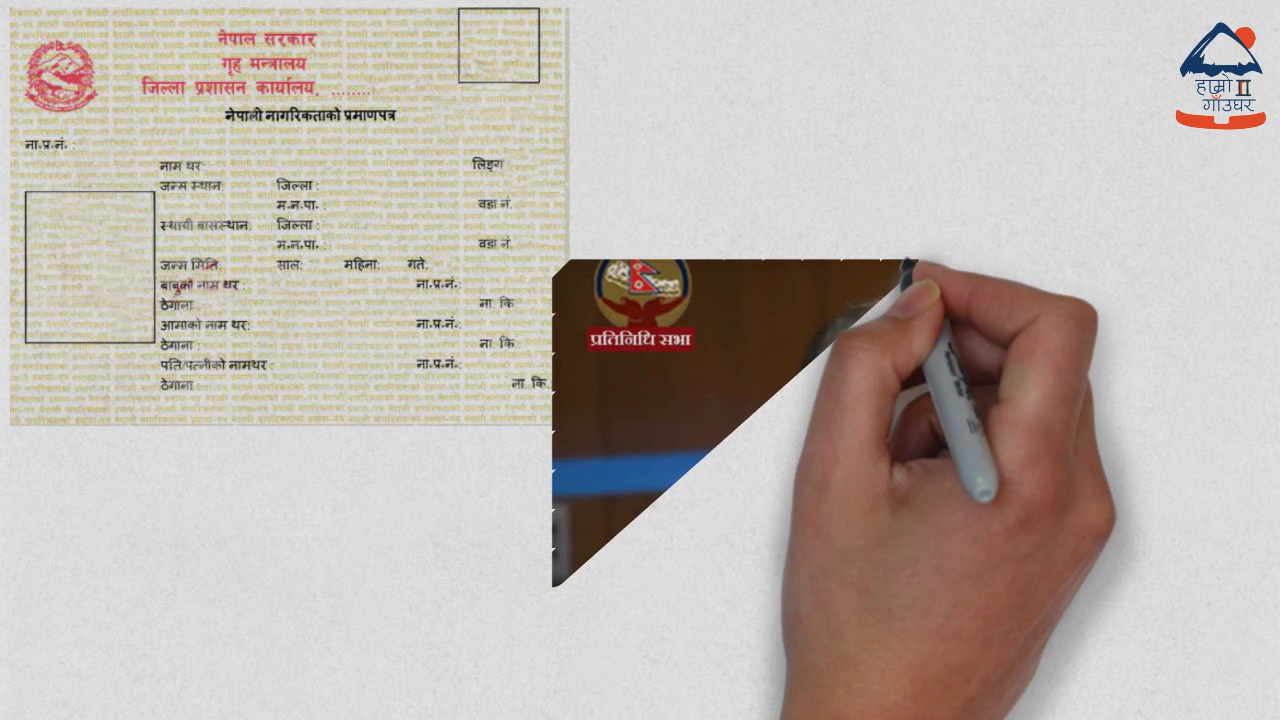 नेपाल सरकार
गृह मन्त्रालय
जिल्ला प्रशासन कार्यालय, ........
नेपाली नागरिकताको प्रमाणपत्र
ना.प्र.नं. :
नाम थर: लिङ्ग
जन्म स्थान: जिल्ला :
म.न.पा. : वडा नं.
स्थायी बासस्थान: जिल्ला :
म.न.पा. : वडा नं
जन्म मिति: साल: महिना: गते:
बाबुको नाम थर : ना.प्र.नं.:
ठेगाना : ना. कि.
आमाको नाम थर: ना.प्र.नं.:
ठेगाना : ना. कि.
पति/पत्नीको नामथर : ना.प्र.नं.:
ठेगाना : ना. कि.
प्रतिनिधि सभा
हाम्रो
गाँउघर